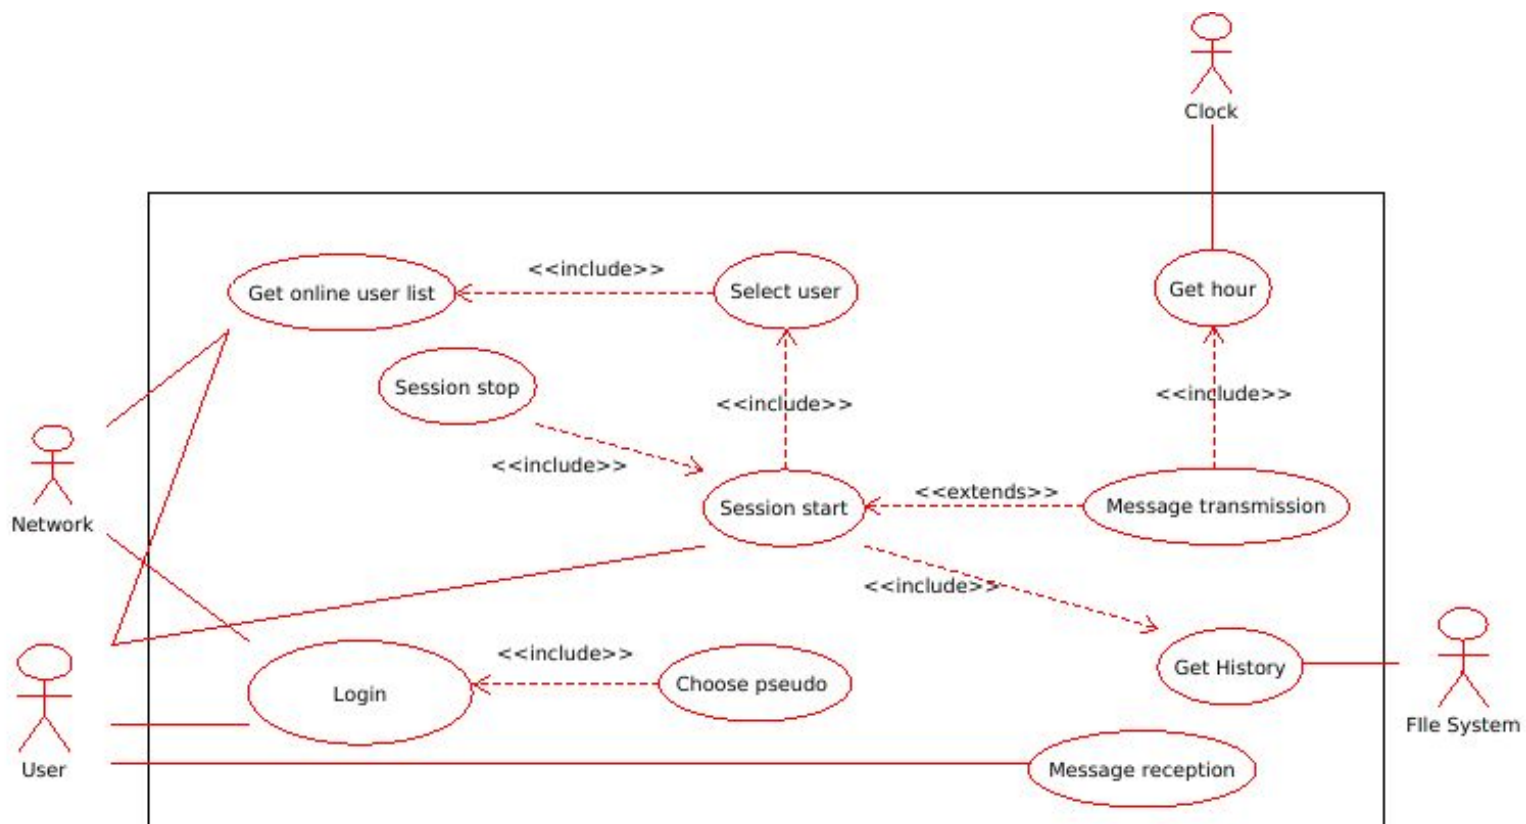 Clock
<<include>>
Get online user list
Select user
Get hour
Session stop
<<include>>
<<include>>
<<include>>
<<extends>>
Session start
Message transmission
Network
<<include>>
<<include>>
Login
Choose pseudo
Get History
FIle System
User
Message reception